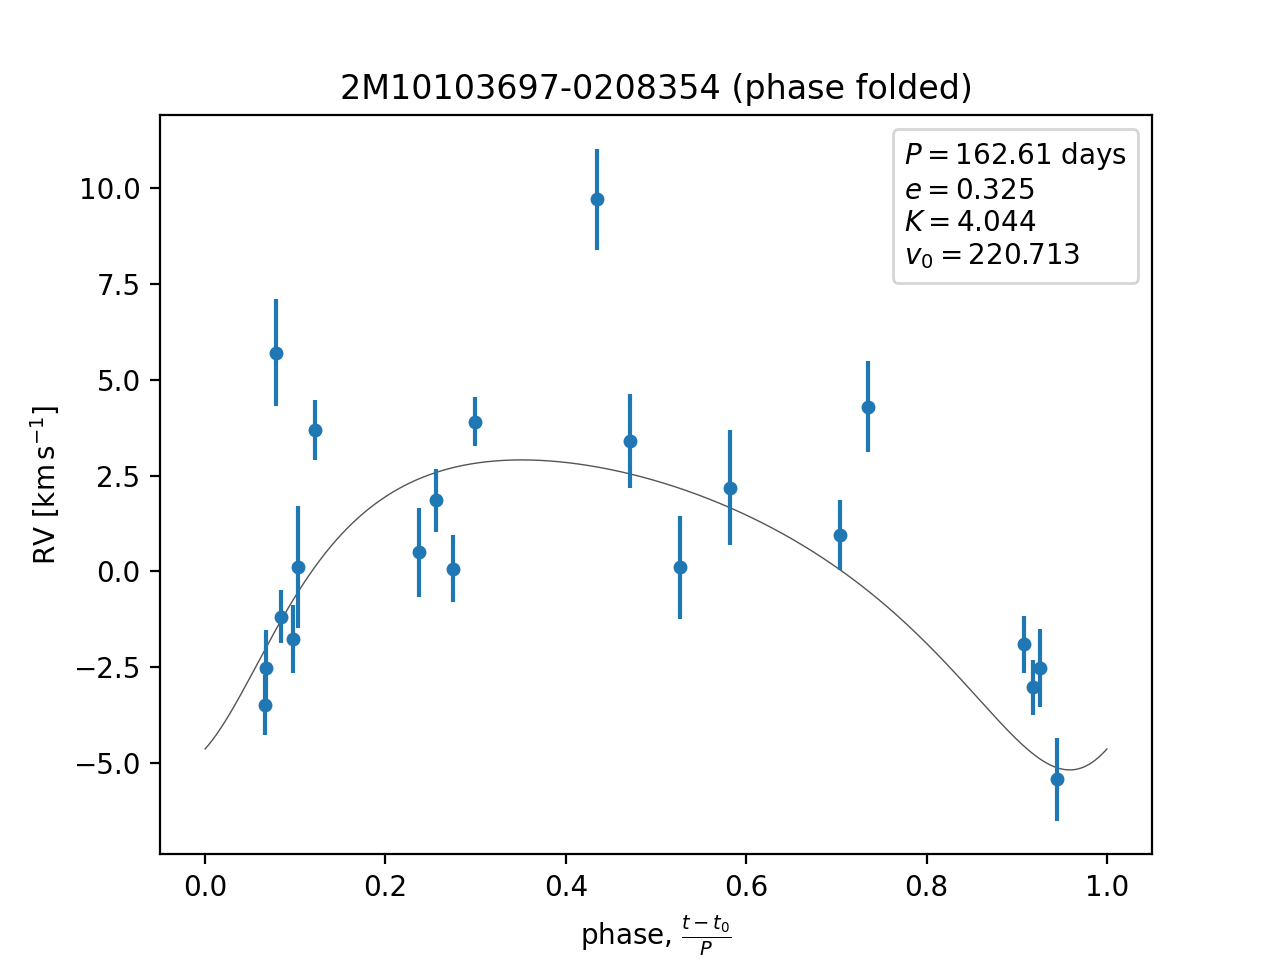 2M10103697-0208354 (phase folded)
P = 162.61 days
e = 0.325
K = 4.044
v₀ = 220.713
10.0
7.5
5.0
2.5
0.0
−2.5
−5.0
RV [km s⁻¹]
0.0 0.2 0.4 0.6 0.8 1.0
phase, (t − t₀)/P